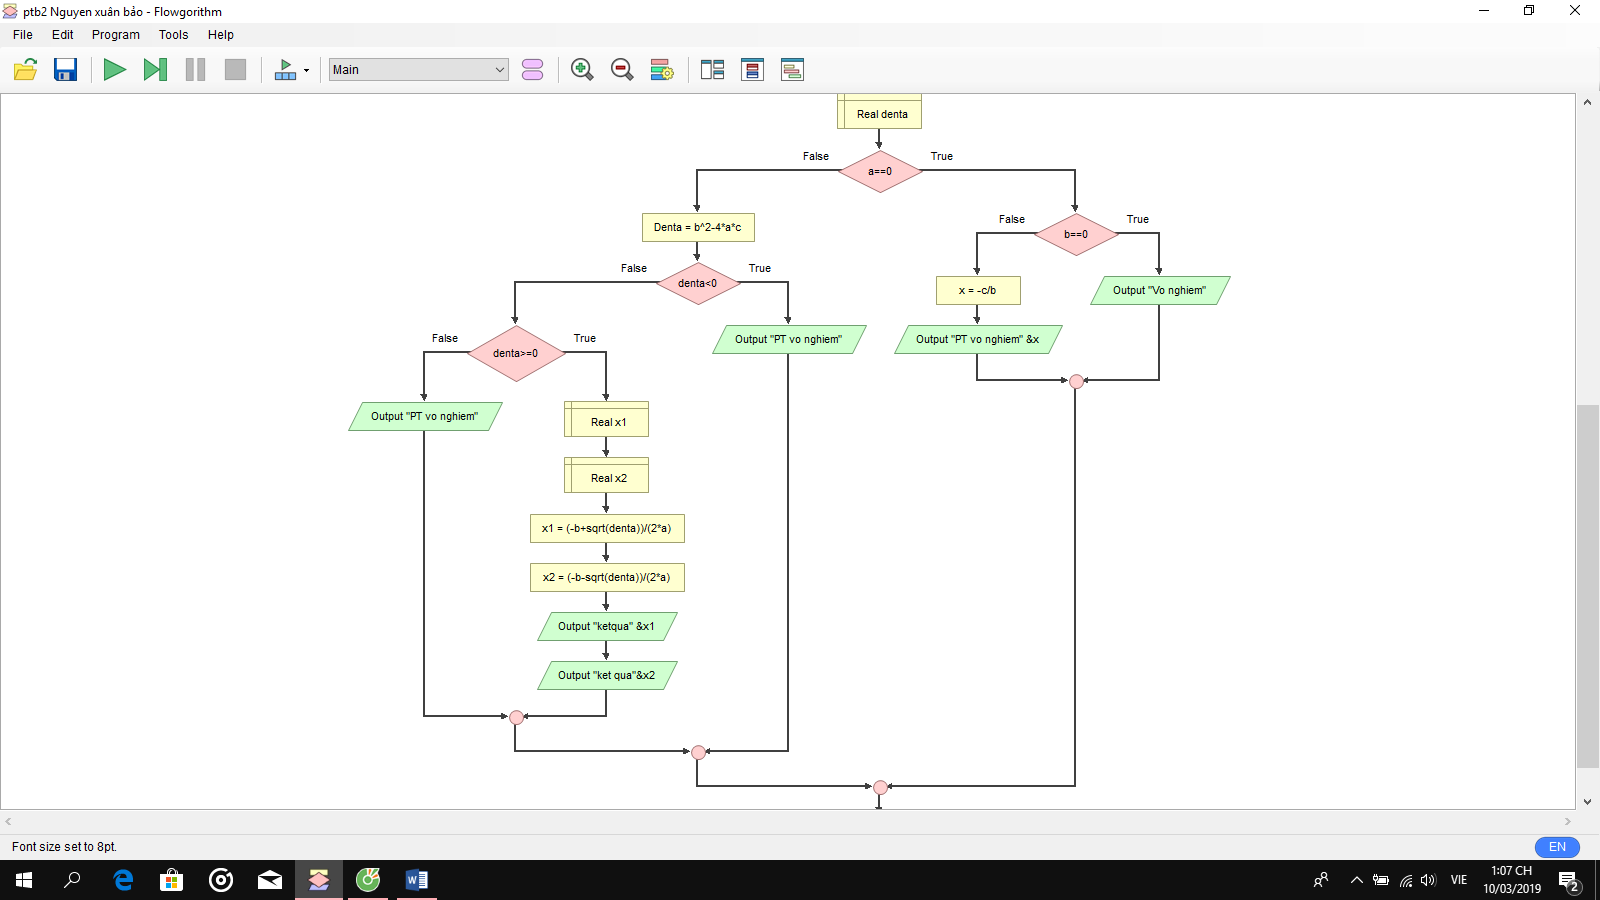 ptb2 Nguyen xuân bảo - Flowgorithm
File Edit Program Tools Help
Main
Real denta
False True
a==0
False True
b==0
Denta = b^2-4*a*c
False True
denta<0
x = -c/b
Output "Vo nghiem"
False True
denta>=0
Output "PT vo nghiem"
Output "PT vo nghiem" &x
Output "PT vo nghiem"
Real x1
Real x2
x1 = (-b+sqrt(denta))/(2*a)
x2 = (-b-sqrt(denta))/(2*a)
Output "ketqua" &x1
Output "ket qua"&x2
Font size set to 8pt.
EN
VIE
1:07 CH
10/03/2019
2